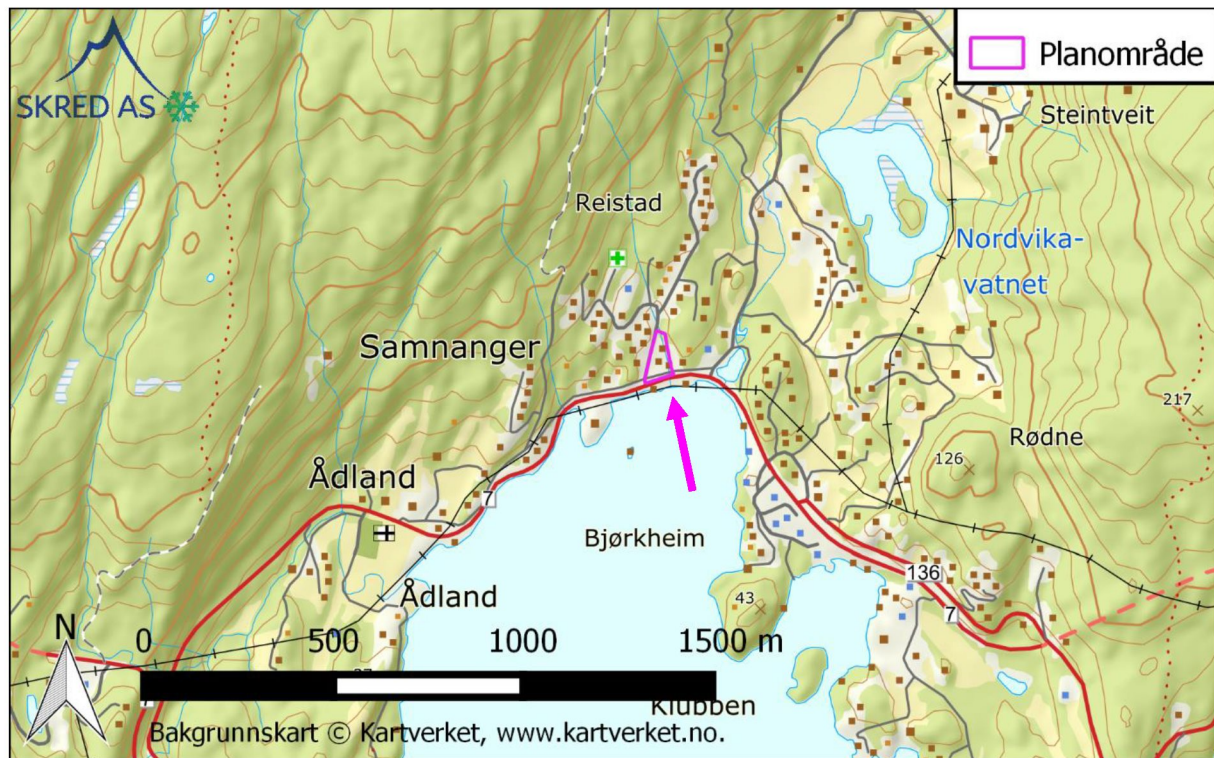 SKRED AS
Planområde
Steintveit
Reistad
Nordvika-
vatnet
Samnanger
217
Rødne
126
Ådland
7
Bjørkheim
136
43
Ådland
7
N
0 500 1000 1500 m
Klubben
Bakgrunnskart © Kartverket, www.kartverket.no.